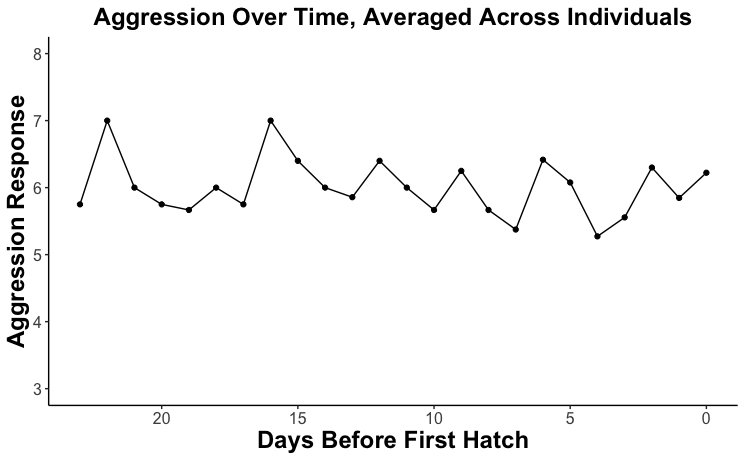 Aggression Over Time, Averaged Across Individuals
Aggression Response
8
7
6
5
4
3
20 15 10 5 0
Days Before First Hatch